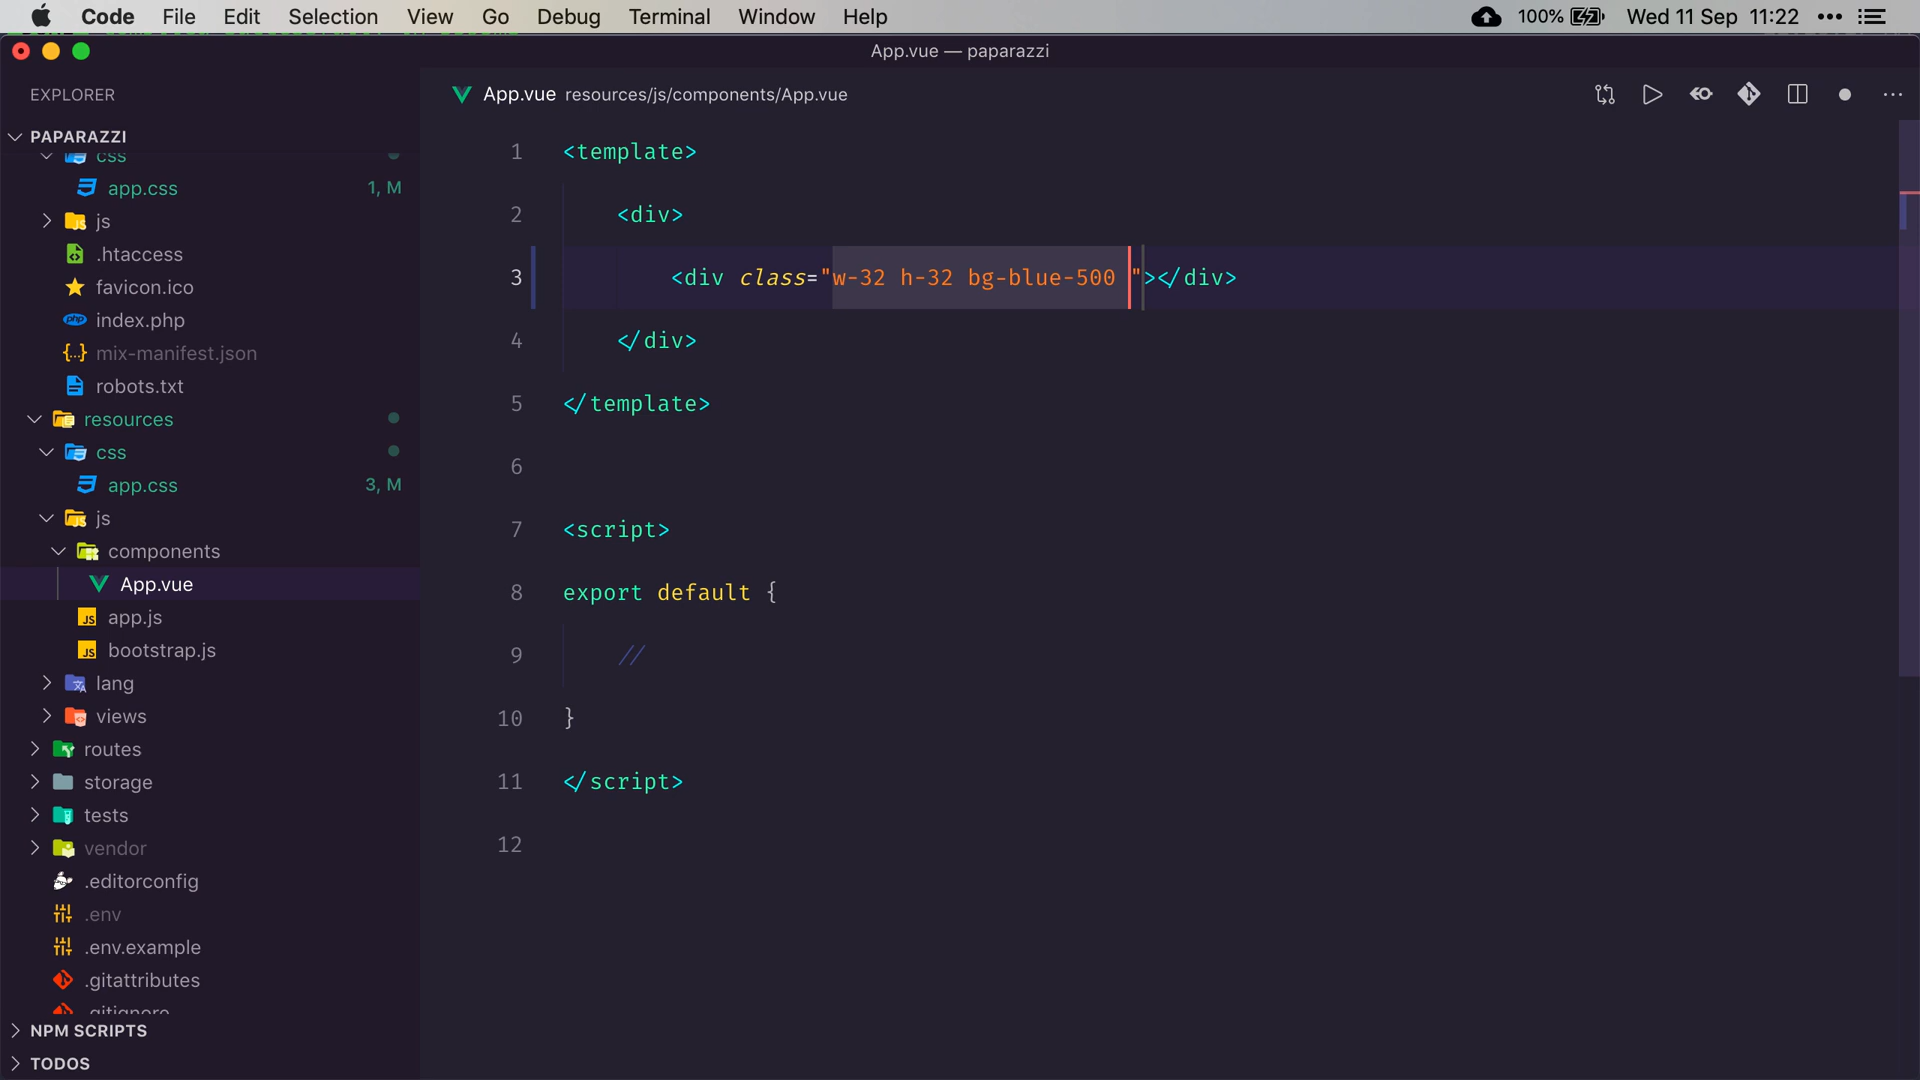 Code File Edit Selection View Go Debug Terminal Window Help 100% Wed 11 Sep 11:22
App.vue — paparazzi
EXPLORER
App.vue resources/js/components/App.vue
PAPARAZZI
css
app.css 1, M
js
.htaccess
favicon.ico
index.php
mix-manifest.json
robots.txt
resources
css
app.css 3, M
js
components
App.vue
app.js
bootstrap.js
lang
views
routes
storage
tests
vendor
.editorconfig
.env
.env.example
.gitattributes
.gitignore
NPM SCRIPTS
TODOS
1 <template>
2 <div>
3 <div class="w-32 h-32 bg-blue-500 "></div>
4 </div>
5 </template>
6
7 <script>
8 export default {
9 //
10 }
11 </script>
12